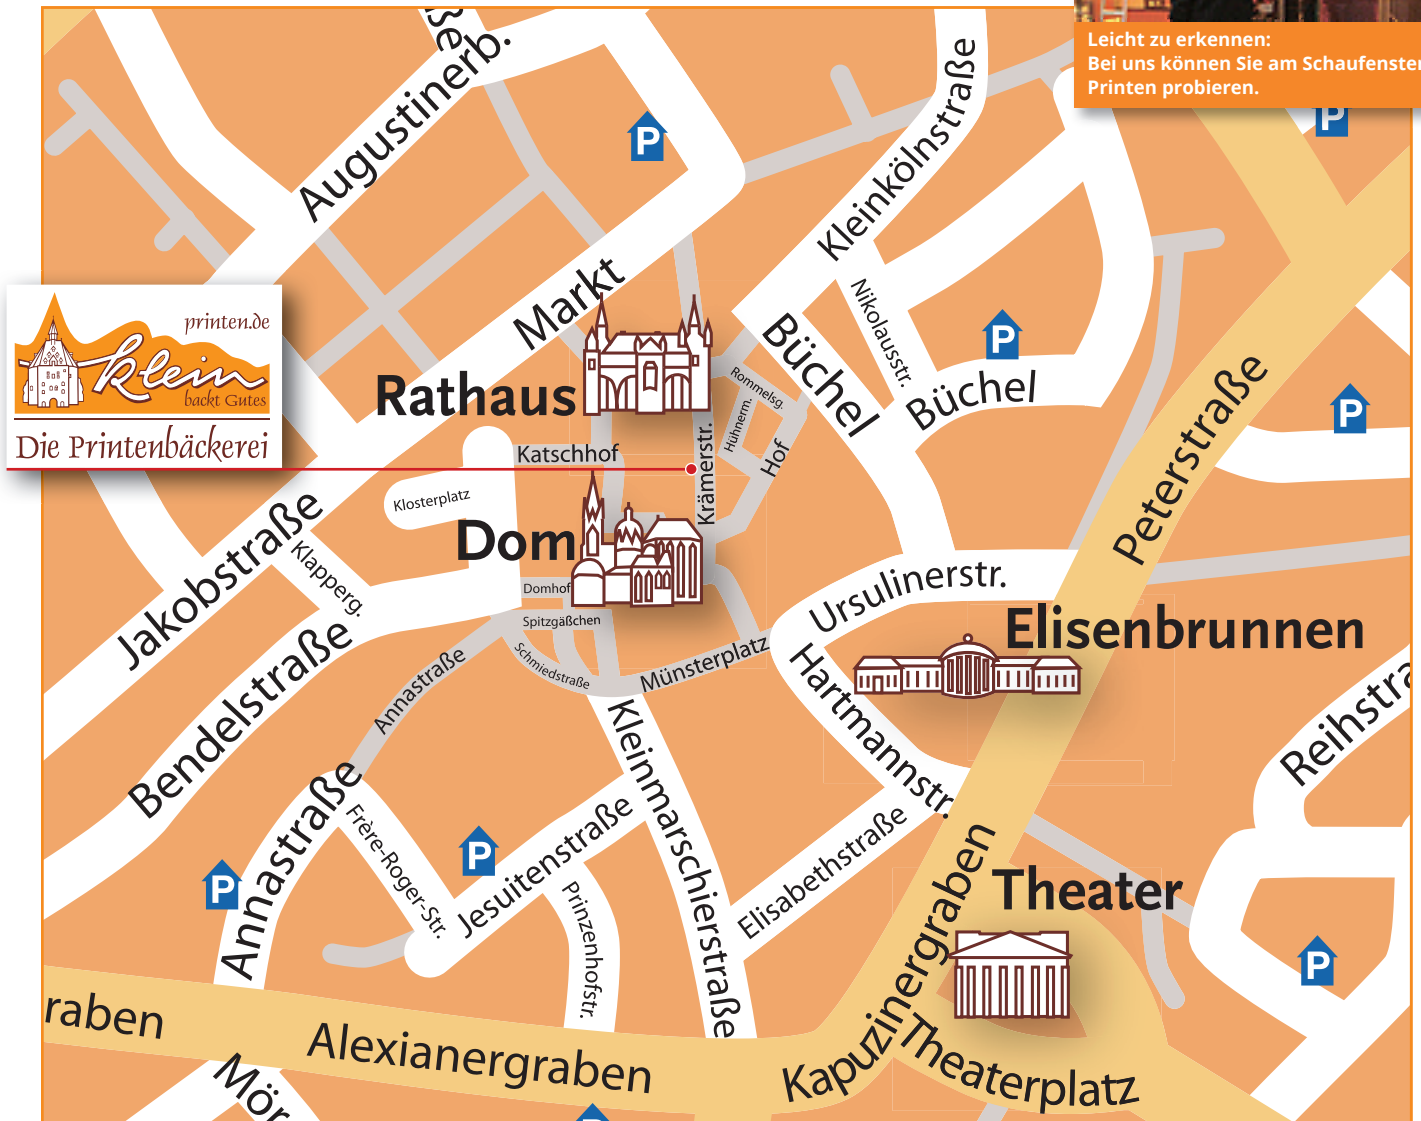 Leicht zu erkennen:
Bei uns können Sie am Schaufenster
Printen probieren.
Augustinerb.
P
P
Kleinkölnstraße
Markt
Nikolausstr.
printen.de
klein
backt Gutes
Die Printenbäckerei
Büchel
P
Büchel
Rathaus
Rommelsg.
Hühnerm.
Hof
Krämerstr.
Katschhof
Klosterplatz
Peterstraße
P
Dom
Domhof
Spitzgäßchen
Schmiedstraße
Münsterplatz
Jakobstraße
Klapperg.
Bendelstraße
Annastraße
Ursulinerstr.
Elisenbrunnen
Hartmannstr.
Reihstra
Kleinmarschierstraße
Annastraße
Frère-Roger-Str.
P
P
Jesuitenstraße
Prinzenhofstr.
Elisabethstraße
Theater
P
Kapuzinergraben
Theaterplatz
raben
Alexianergraben
Mör
P